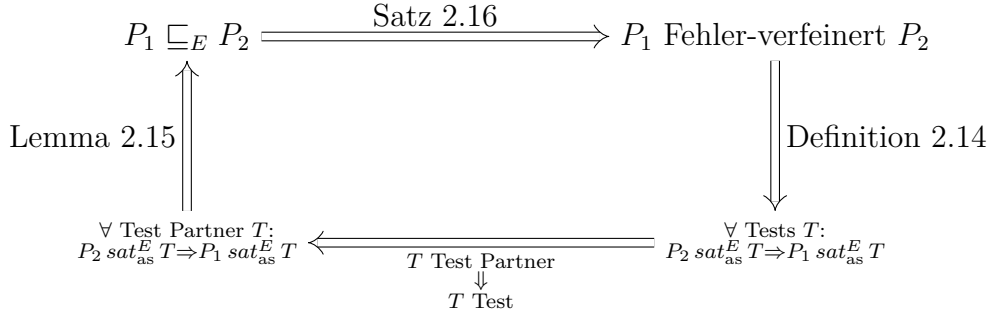 Satz 2.16
P₁ ⊑_E P₂ ⟹ P₁ Fehler-verfeinert P₂
Lemma 2.15
Definition 2.14
∀ Test Partner T:
P₂ sat^E_as T⇒P₁ sat^E_as T
∀ Tests T:
P₂ sat^E_as T⇒P₁ sat^E_as T
T Test Partner
⇓
T Test